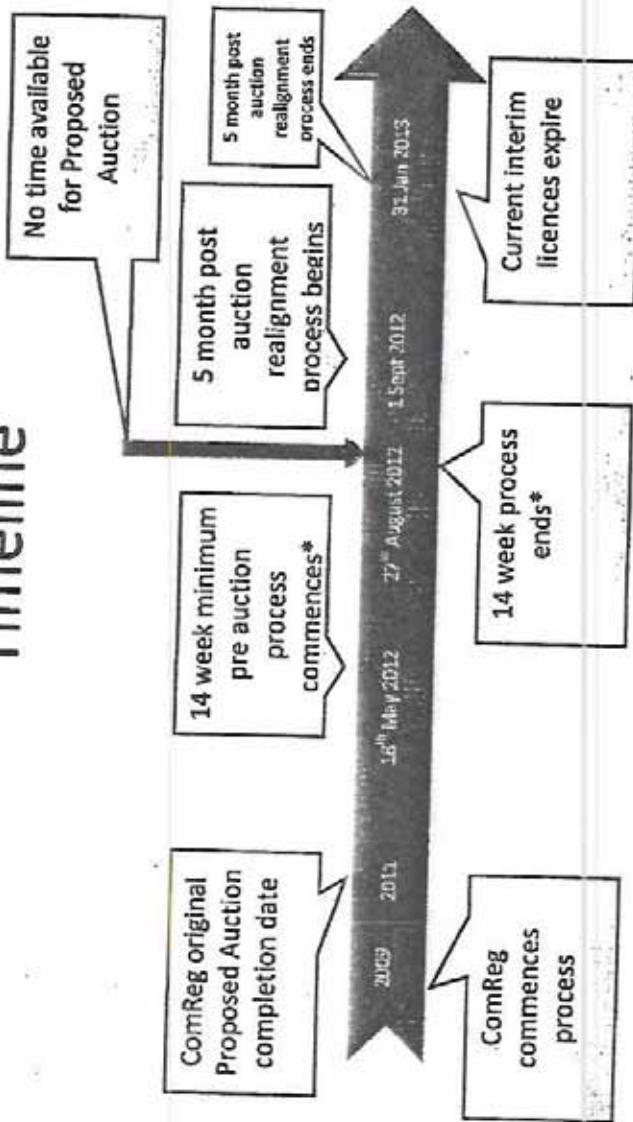 Timeline
No time available
for Proposed
Auction
ComReg original
Proposed Auction
completion date
14 week minimum
pre auction
process
commences*
5 month post
auction
realignment
process begins
5 month post
auction
realignment
process ends
2009
2011
18th May 2012
27th August 2012
1 Sept 2012
31 Jan 2013
ComReg
commences
process
14 week process
ends*
Current interim
licences expire